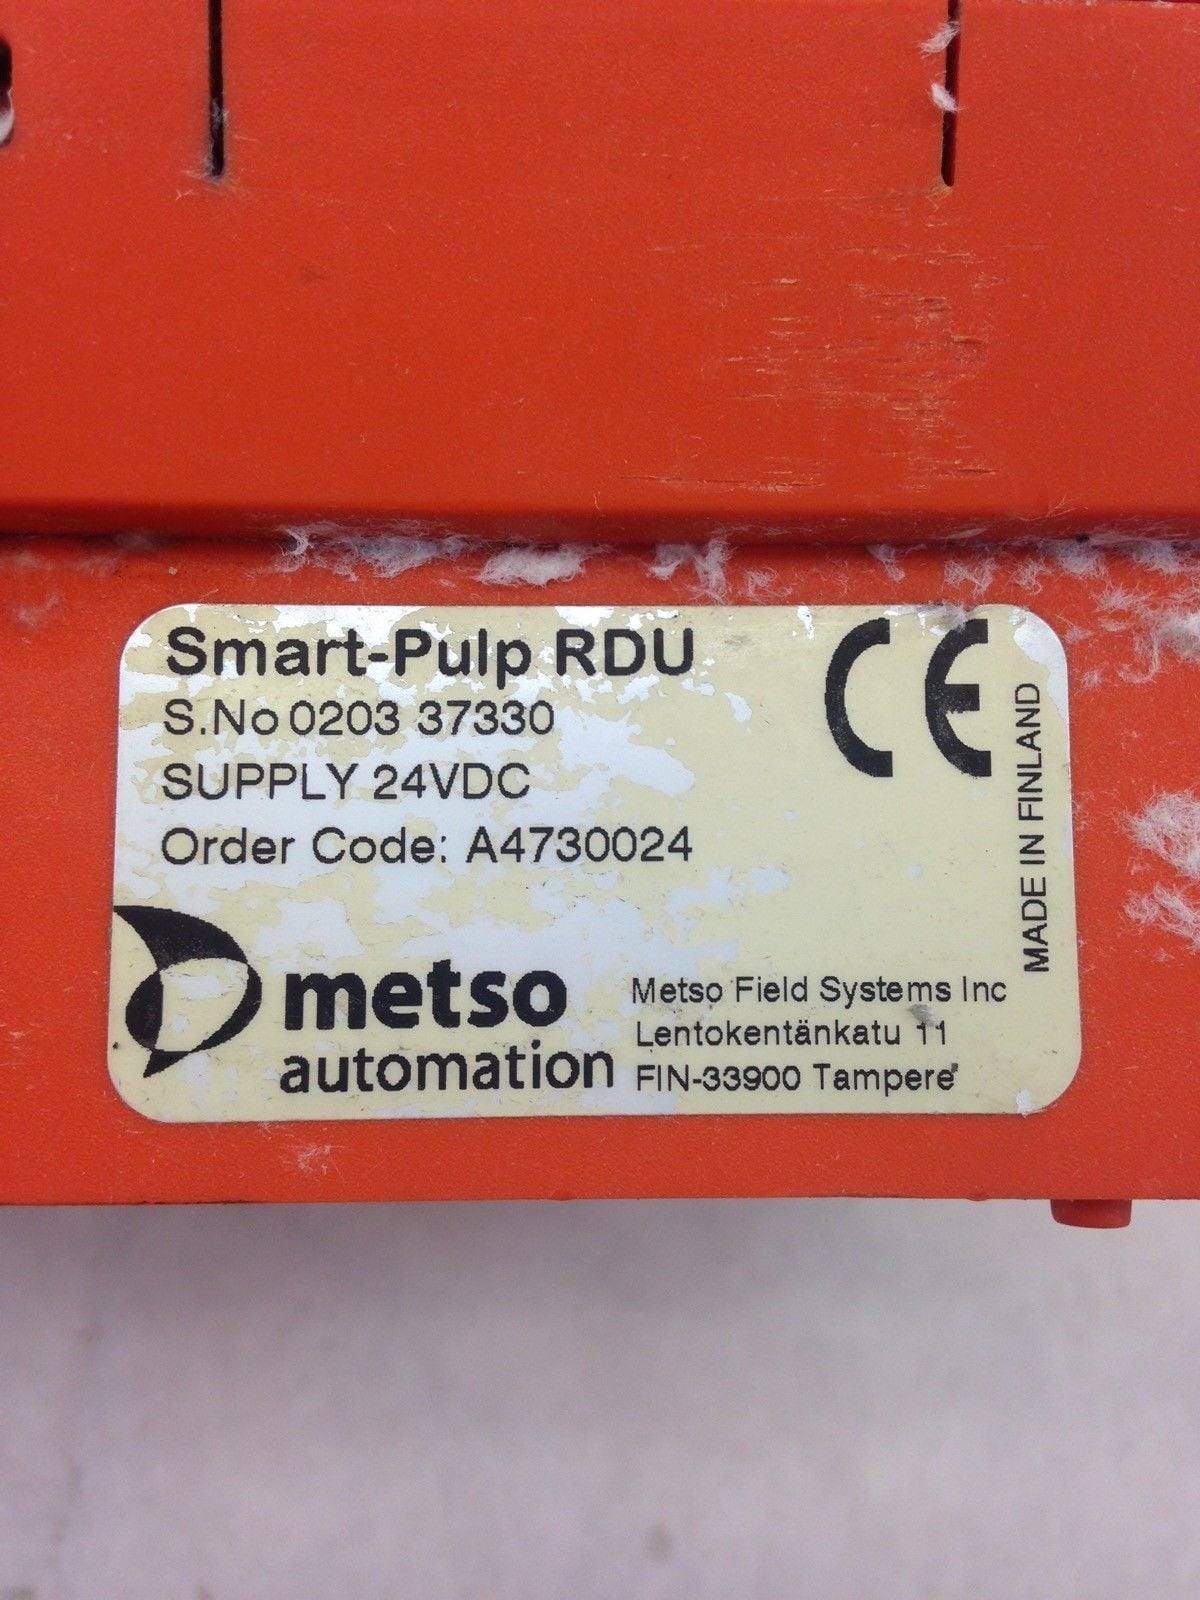 Smart-Pulp RDU
S.No 0203 37330
SUPPLY 24VDC
Order Code: A4730024
CE
MADE IN FINLAND
metso
automation
Metso Field Systems Inc
Lentokentänkatu 11
FIN-33900 Tampere